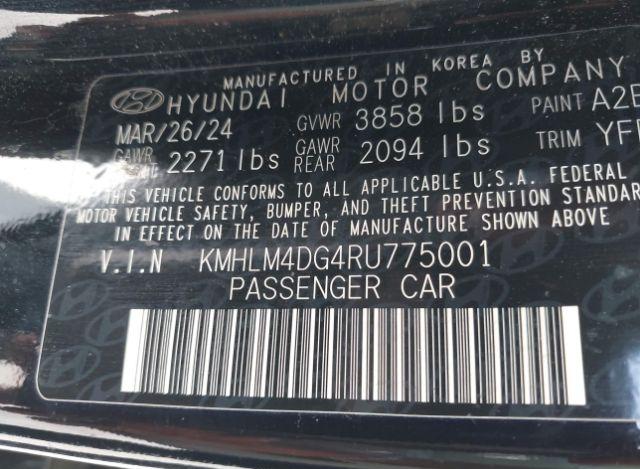 MANUFACTURED IN KOREA BY
HYUNDAI MOTOR COMPANY
MAR/26/24 GVWR 3858 lbs PAINT A2B
GAWR 2271 lbs GAWR REAR 2094 lbs TRIM
THIS VEHICLE CONFORMS TO ALL APPLICABLE U.S.A. FEDERAL
MOTOR VEHICLE SAFETY, BUMPER, AND THEFT PREVENTION STANDAR
IN EFFECT ON THE DATE OF MANUFACTURE SHOWN ABOVE
V.I.N KMHLM4DG4RU775001
PASSENGER CAR